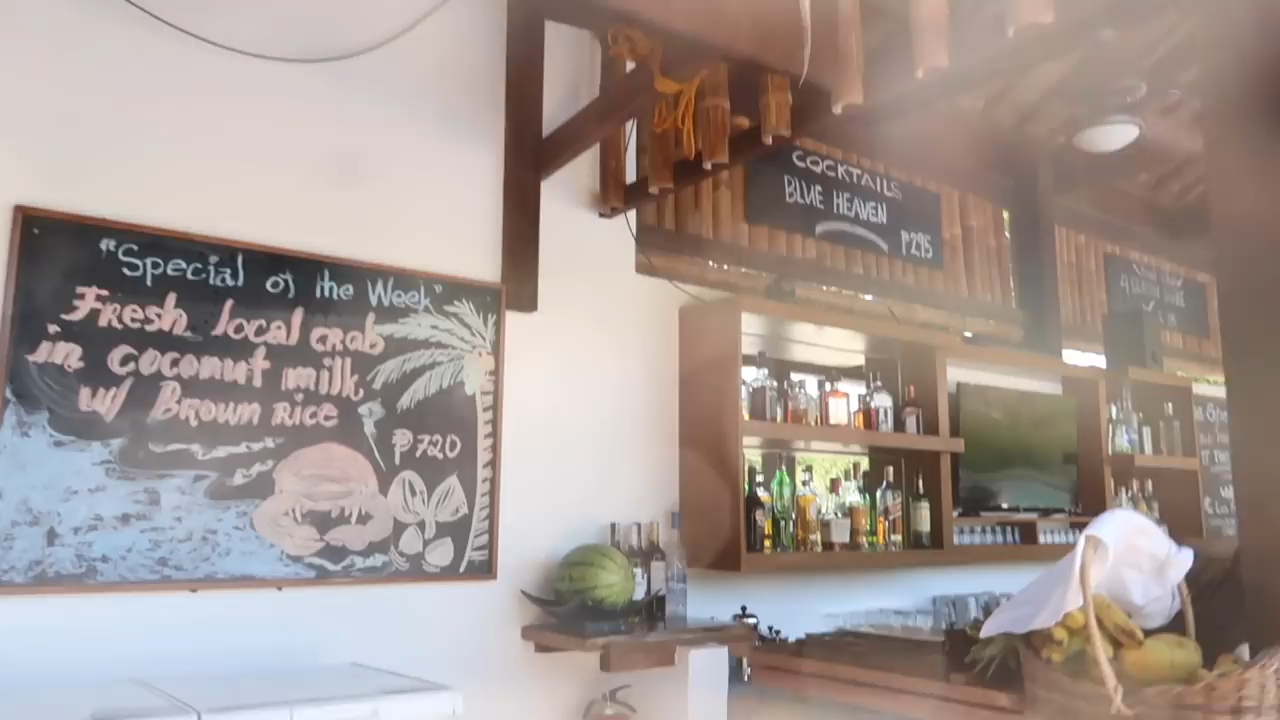 "Special of the Week"
Fresh local crab
in coconut milk
w/ Brown Rice
₱720
COCKTAILS
BLUE HEAVEN
₱295